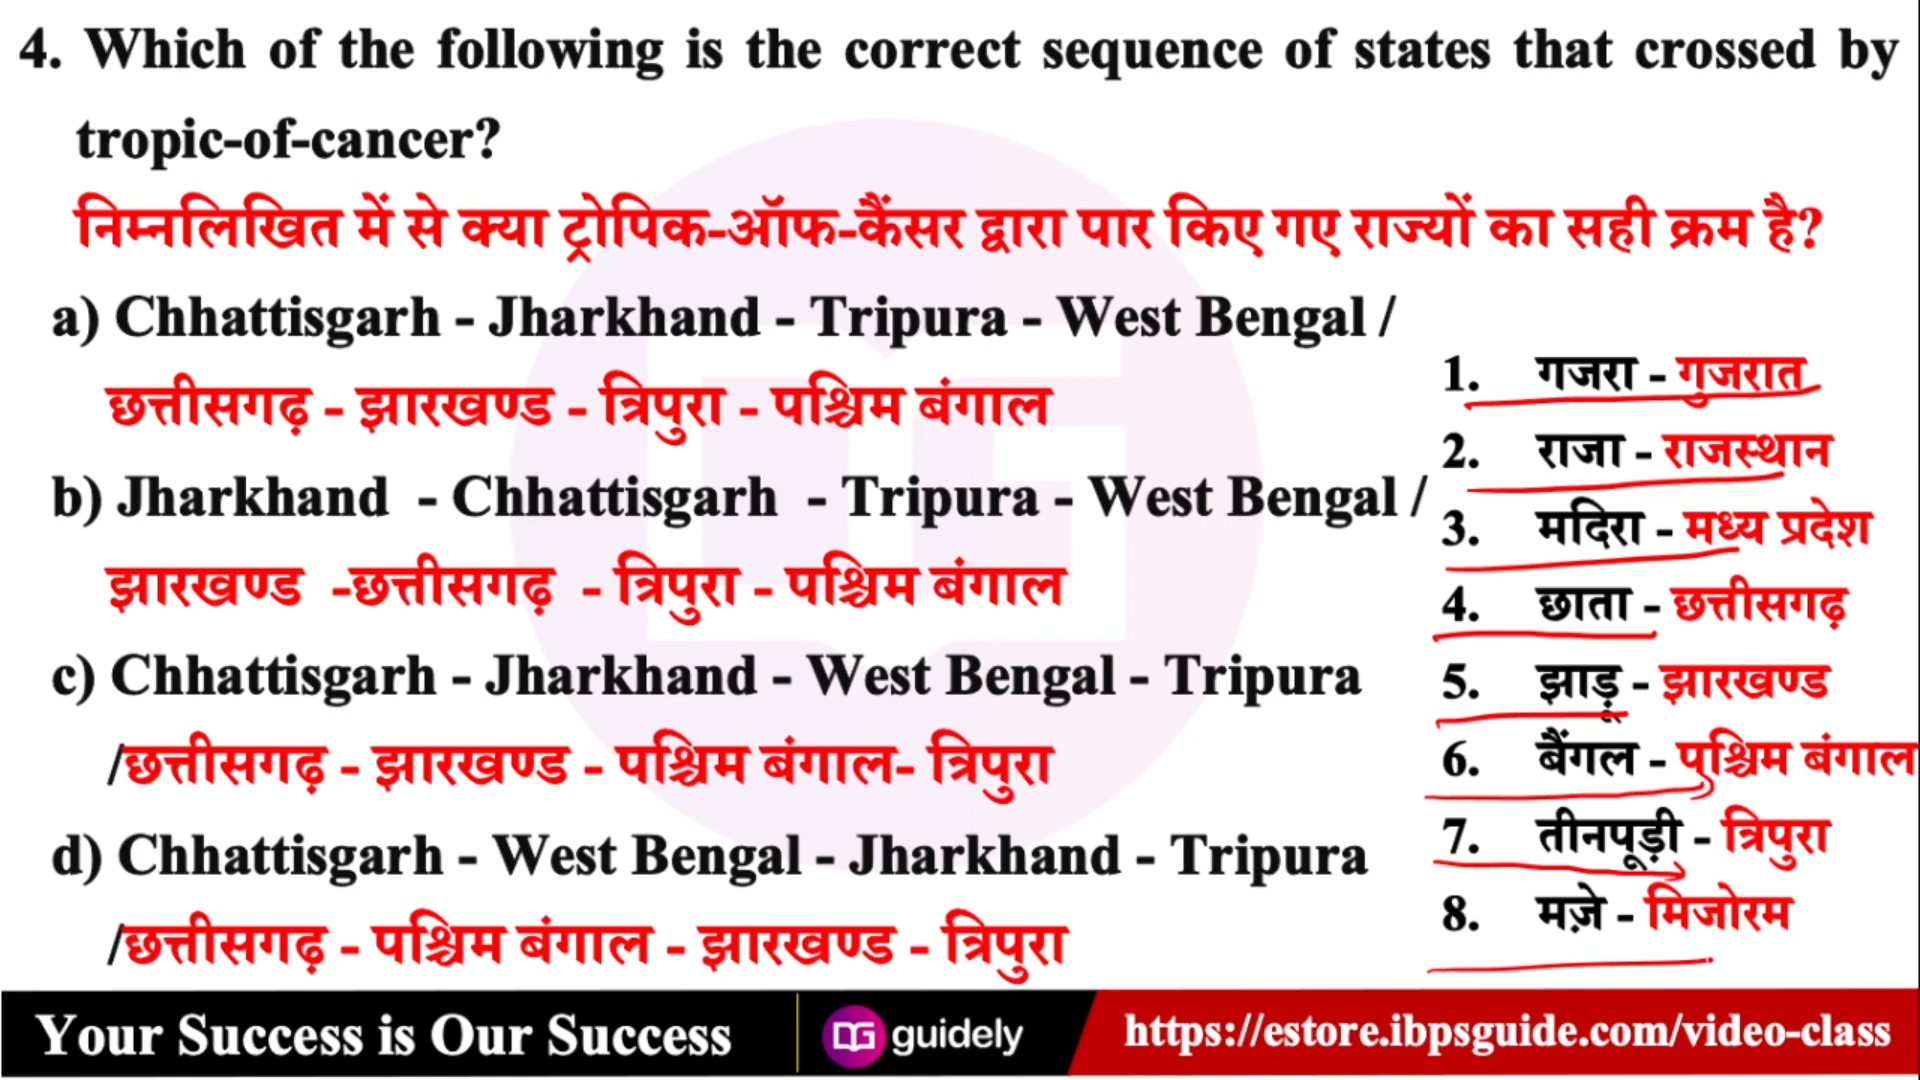 4. Which of the following is the correct sequence of states that crossed by
tropic-of-cancer?
निम्नलिखित में से क्या ट्रोपिक-ऑफ-कैंसर द्वारा पार किए गए राज्यों का सही क्रम है?
a) Chhattisgarh - Jharkhand - Tripura - West Bengal /
छत्तीसगढ़ - झारखण्ड - त्रिपुरा - पश्चिम बंगाल
b) Jharkhand - Chhattisgarh - Tripura - West Bengal /
झारखण्ड -छत्तीसगढ़ - त्रिपुरा - पश्चिम बंगाल
c) Chhattisgarh - Jharkhand - West Bengal - Tripura
/छत्तीसगढ़ - झारखण्ड - पश्चिम बंगाल- त्रिपुरा
d) Chhattisgarh - West Bengal - Jharkhand - Tripura
/छत्तीसगढ़ - पश्चिम बंगाल - झारखण्ड - त्रिपुरा
1. गजरा - गुजरात
2. राजा - राजस्थान
3. मदिरा - मध्य प्रदेश
4. छाता - छत्तीसगढ़
5. झाड़ू - झारखण्ड
6. बैंगल - पश्चिम बंगाल
7. तीनपूड़ी - त्रिपुरा
8. मज़े - मिजोरम
Your Success is Our Success
DG guidely
https://estore.ibpsguide.com/video-class